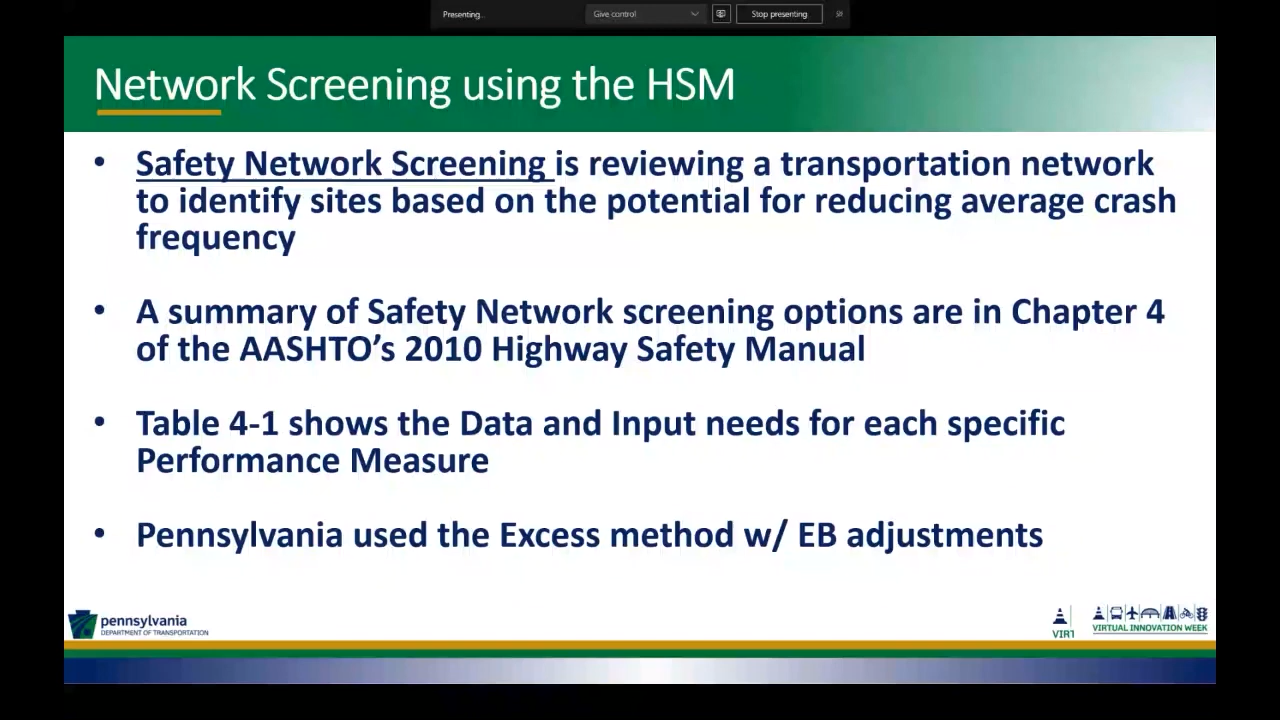 Presenting...
Give control
Stop presenting
Network Screening using the HSM
• Safety Network Screening is reviewing a transportation network
to identify sites based on the potential for reducing average crash
frequency
• A summary of Safety Network screening options are in Chapter 4
of the AASHTO's 2010 Highway Safety Manual
• Table 4-1 shows the Data and Input needs for each specific
Performance Measure
• Pennsylvania used the Excess method w/ EB adjustments
pennsylvania
DEPARTMENT OF TRANSPORTATION
VIRT
VIRTUAL INNOVATION WEEK